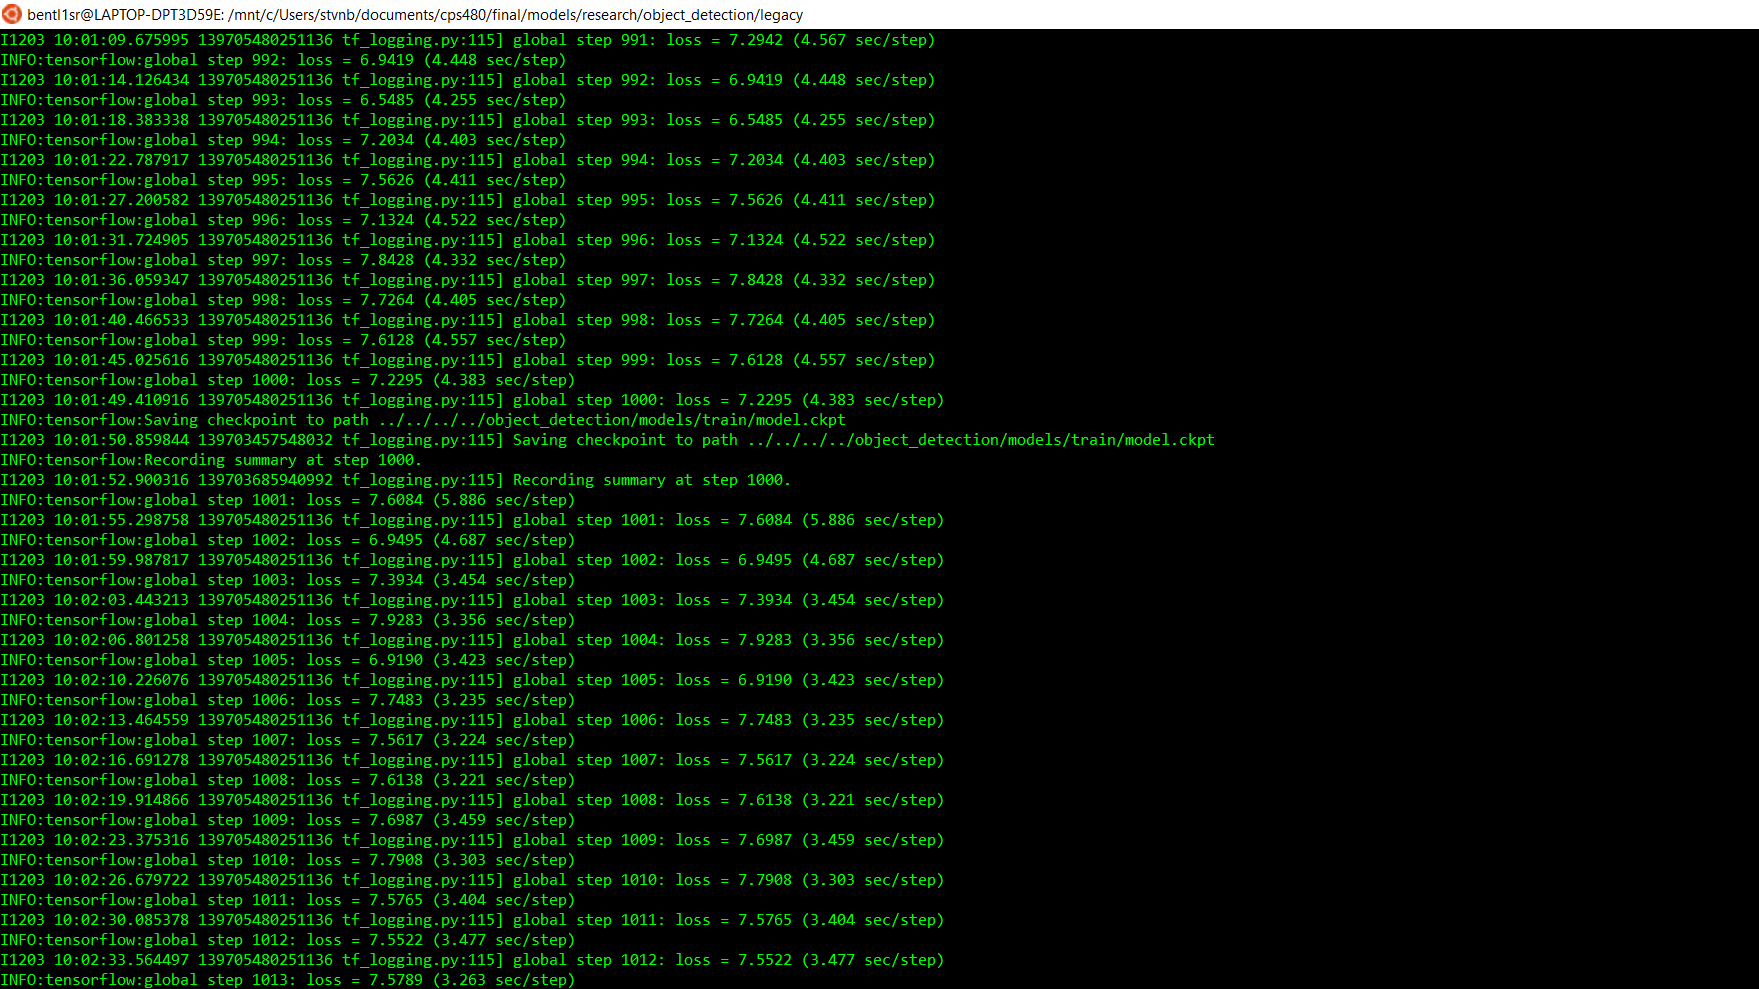 bentl1sr@LAPTOP-DPT3D59E: /mnt/c/Users/stvnb/documents/cps480/final/models/research/object_detection/legacy
I1203 10:01:09.675995 139705480251136 tf_logging.py:115] global step 991: loss = 7.2942 (4.567 sec/step)
INFO:tensorflow:global step 992: loss = 6.9419 (4.448 sec/step)
I1203 10:01:14.126434 139705480251136 tf_logging.py:115] global step 992: loss = 6.9419 (4.448 sec/step)
INFO:tensorflow:global step 993: loss = 6.5485 (4.255 sec/step)
I1203 10:01:18.383338 139705480251136 tf_logging.py:115] global step 993: loss = 6.5485 (4.255 sec/step)
INFO:tensorflow:global step 994: loss = 7.2034 (4.403 sec/step)
I1203 10:01:22.787917 139705480251136 tf_logging.py:115] global step 994: loss = 7.2034 (4.403 sec/step)
INFO:tensorflow:global step 995: loss = 7.5626 (4.411 sec/step)
I1203 10:01:27.200582 139705480251136 tf_logging.py:115] global step 995: loss = 7.5626 (4.411 sec/step)
INFO:tensorflow:global step 996: loss = 7.1324 (4.522 sec/step)
I1203 10:01:31.724905 139705480251136 tf_logging.py:115] global step 996: loss = 7.1324 (4.522 sec/step)
INFO:tensorflow:global step 997: loss = 7.8428 (4.332 sec/step)
I1203 10:01:36.059347 139705480251136 tf_logging.py:115] global step 997: loss = 7.8428 (4.332 sec/step)
INFO:tensorflow:global step 998: loss = 7.7264 (4.405 sec/step)
I1203 10:01:40.466533 139705480251136 tf_logging.py:115] global step 998: loss = 7.7264 (4.405 sec/step)
INFO:tensorflow:global step 999: loss = 7.6128 (4.557 sec/step)
I1203 10:01:45.025616 139705480251136 tf_logging.py:115] global step 999: loss = 7.6128 (4.557 sec/step)
INFO:tensorflow:global step 1000: loss = 7.2295 (4.383 sec/step)
I1203 10:01:49.410916 139705480251136 tf_logging.py:115] global step 1000: loss = 7.2295 (4.383 sec/step)
INFO:tensorflow:Saving checkpoint to path ../../../../object_detection/models/train/model.ckpt
I1203 10:01:50.859844 139703457548032 tf_logging.py:115] Saving checkpoint to path ../../../../object_detection/models/train/model.ckpt
INFO:tensorflow:Recording summary at step 1000.
I1203 10:01:52.900316 139703685940992 tf_logging.py:115] Recording summary at step 1000.
INFO:tensorflow:global step 1001: loss = 7.6084 (5.886 sec/step)
I1203 10:01:55.298758 139705480251136 tf_logging.py:115] global step 1001: loss = 7.6084 (5.886 sec/step)
INFO:tensorflow:global step 1002: loss = 6.9495 (4.687 sec/step)
I1203 10:01:59.987817 139705480251136 tf_logging.py:115] global step 1002: loss = 6.9495 (4.687 sec/step)
INFO:tensorflow:global step 1003: loss = 7.3934 (3.454 sec/step)
I1203 10:02:03.443213 139705480251136 tf_logging.py:115] global step 1003: loss = 7.3934 (3.454 sec/step)
INFO:tensorflow:global step 1004: loss = 7.9283 (3.356 sec/step)
I1203 10:02:06.801258 139705480251136 tf_logging.py:115] global step 1004: loss = 7.9283 (3.356 sec/step)
INFO:tensorflow:global step 1005: loss = 6.9190 (3.423 sec/step)
I1203 10:02:10.226076 139705480251136 tf_logging.py:115] global step 1005: loss = 6.9190 (3.423 sec/step)
INFO:tensorflow:global step 1006: loss = 7.7483 (3.235 sec/step)
I1203 10:02:13.464559 139705480251136 tf_logging.py:115] global step 1006: loss = 7.7483 (3.235 sec/step)
INFO:tensorflow:global step 1007: loss = 7.5617 (3.224 sec/step)
I1203 10:02:16.691278 139705480251136 tf_logging.py:115] global step 1007: loss = 7.5617 (3.224 sec/step)
INFO:tensorflow:global step 1008: loss = 7.6138 (3.221 sec/step)
I1203 10:02:19.914866 139705480251136 tf_logging.py:115] global step 1008: loss = 7.6138 (3.221 sec/step)
INFO:tensorflow:global step 1009: loss = 7.6987 (3.459 sec/step)
I1203 10:02:23.375316 139705480251136 tf_logging.py:115] global step 1009: loss = 7.6987 (3.459 sec/step)
INFO:tensorflow:global step 1010: loss = 7.7908 (3.303 sec/step)
I1203 10:02:26.679722 139705480251136 tf_logging.py:115] global step 1010: loss = 7.7908 (3.303 sec/step)
INFO:tensorflow:global step 1011: loss = 7.5765 (3.404 sec/step)
I1203 10:02:30.085378 139705480251136 tf_logging.py:115] global step 1011: loss = 7.5765 (3.404 sec/step)
INFO:tensorflow:global step 1012: loss = 7.5522 (3.477 sec/step)
I1203 10:02:33.564497 139705480251136 tf_logging.py:115] global step 1012: loss = 7.5522 (3.477 sec/step)
INFO:tensorflow:global step 1013: loss = 7.5789 (3.263 sec/step)